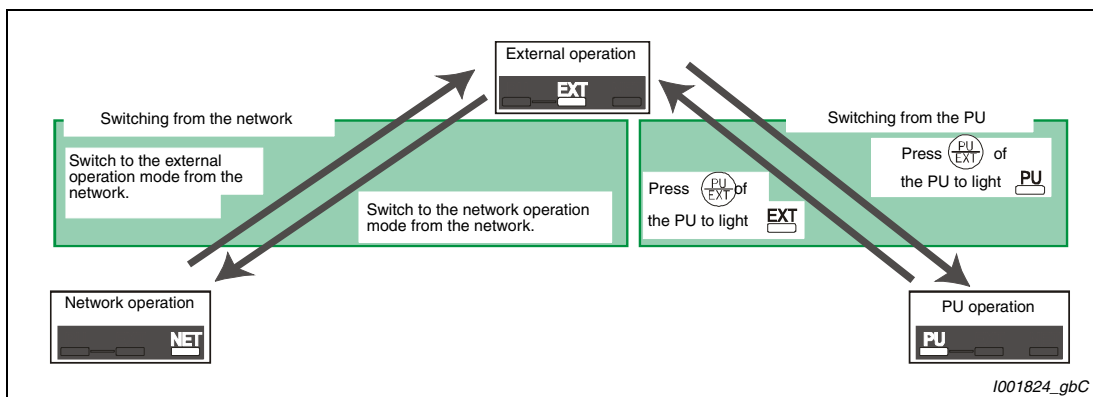 External operation
EXT
Switching from the network
Switch to the external
operation mode from the
network.
Switch to the network operation
mode from the network.
Switching from the PU
Press PU/EXT of
the PU to light PU
Press PU/EXT of
the PU to light EXT
Network operation
NET
PU operation
PU
I001824_gbC